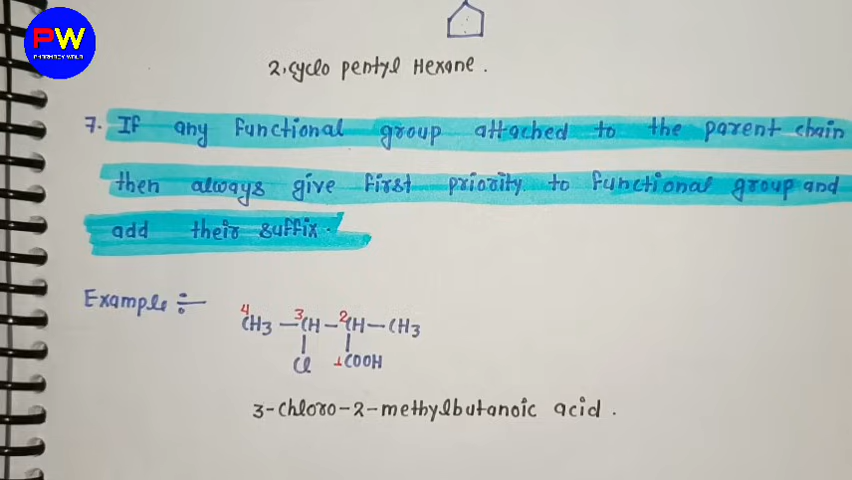 PW
PHARMACY WALA
2, cyclo pentyl Hexane .
7. If any functional group attached to the parent chain
then always give first priority to functional group and
add their suffix.
Example :-
4 3 2
CH3 — CH — CH — CH3
Cl 1COOH
3-chloro-2-methylbutanoic acid .